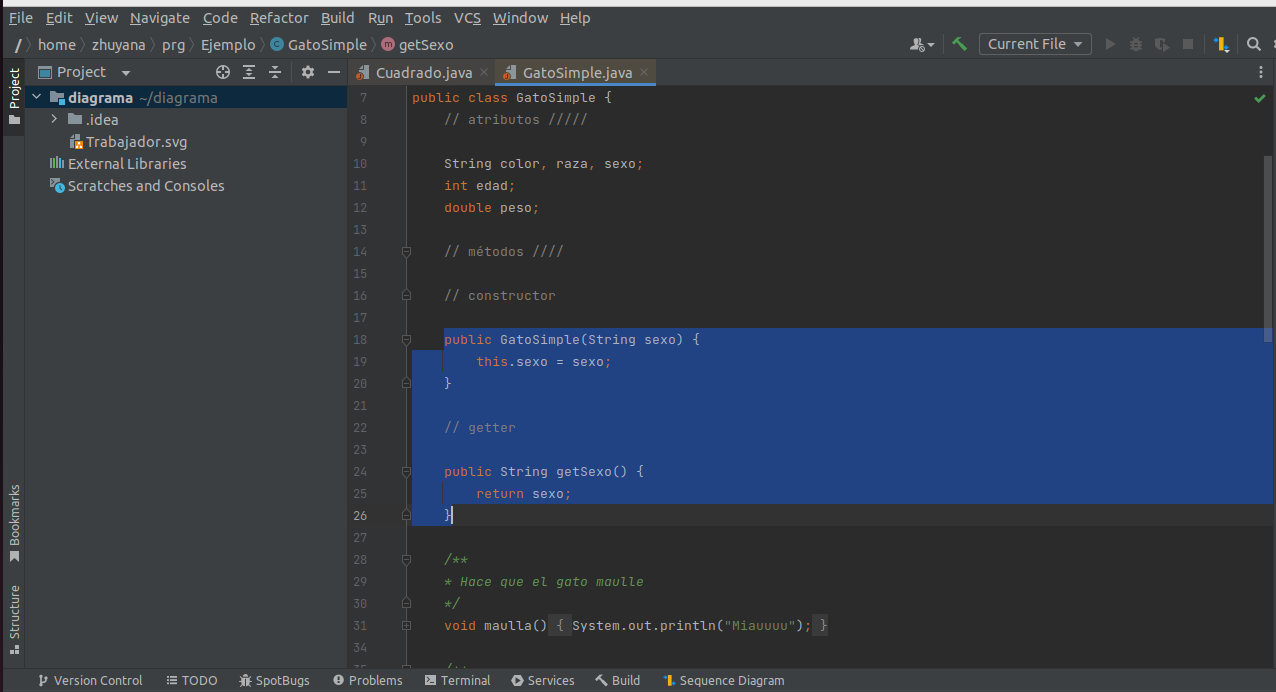 File Edit View Navigate Code Refactor Build Run Tools VCS Window Help
/ home zhuyana prg Ejemplo C GatoSimple m getSexo Current File
Project Project Cuadrado.java GatoSimple.java
diagrama ~/diagrama
.idea
Trabajador.svg
External Libraries
Scratches and Consoles
Bookmarks
Structure
7 public class GatoSimple {
8 // atributos /////
9
10 String color, raza, sexo;
11 int edad;
12 double peso;
13
14 // métodos ////
15
16 // constructor
17
18 public GatoSimple(String sexo) {
19 this.sexo = sexo;
20 }
21
22 // getter
23
24 public String getSexo() {
25 return sexo;
26 }
27
28 /**
29 * Hace que el gato maulle
30 */
31 void maulla() { System.out.println("Miauuuu"); }
34
Version Control TODO SpotBugs Problems Terminal Services Build Sequence Diagram